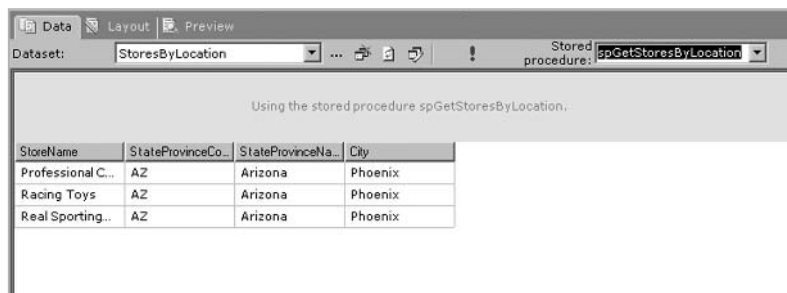 Data Layout Preview
Dataset: StoresByLocation ... ! Stored procedure: spGetStoresByLocation
Using the stored procedure spGetStoresByLocation.
StoreName StateProvinceCo... StateProvinceNa... City
Professional C... AZ Arizona Phoenix
Racing Toys AZ Arizona Phoenix
Real Sporting... AZ Arizona Phoenix